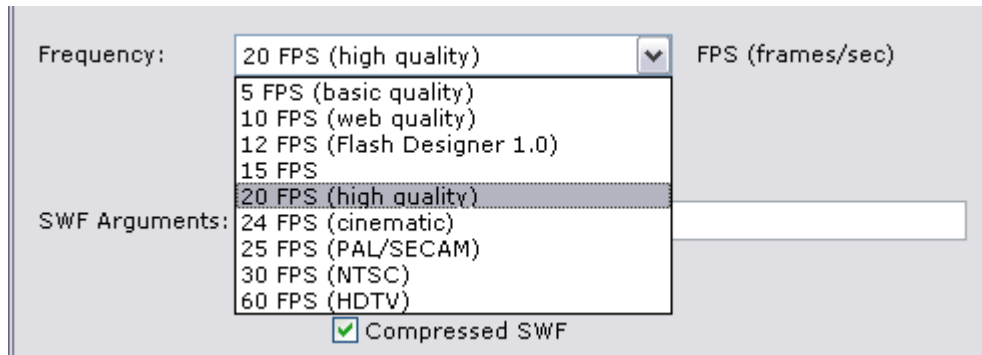 Frequency: 20 FPS (high quality) FPS (frames/sec)
5 FPS (basic quality)
10 FPS (web quality)
12 FPS (Flash Designer 1.0)
15 FPS
20 FPS (high quality)
SWF Arguments: 24 FPS (cinematic)
25 FPS (PAL/SECAM)
30 FPS (NTSC)
60 FPS (HDTV)
Compressed SWF